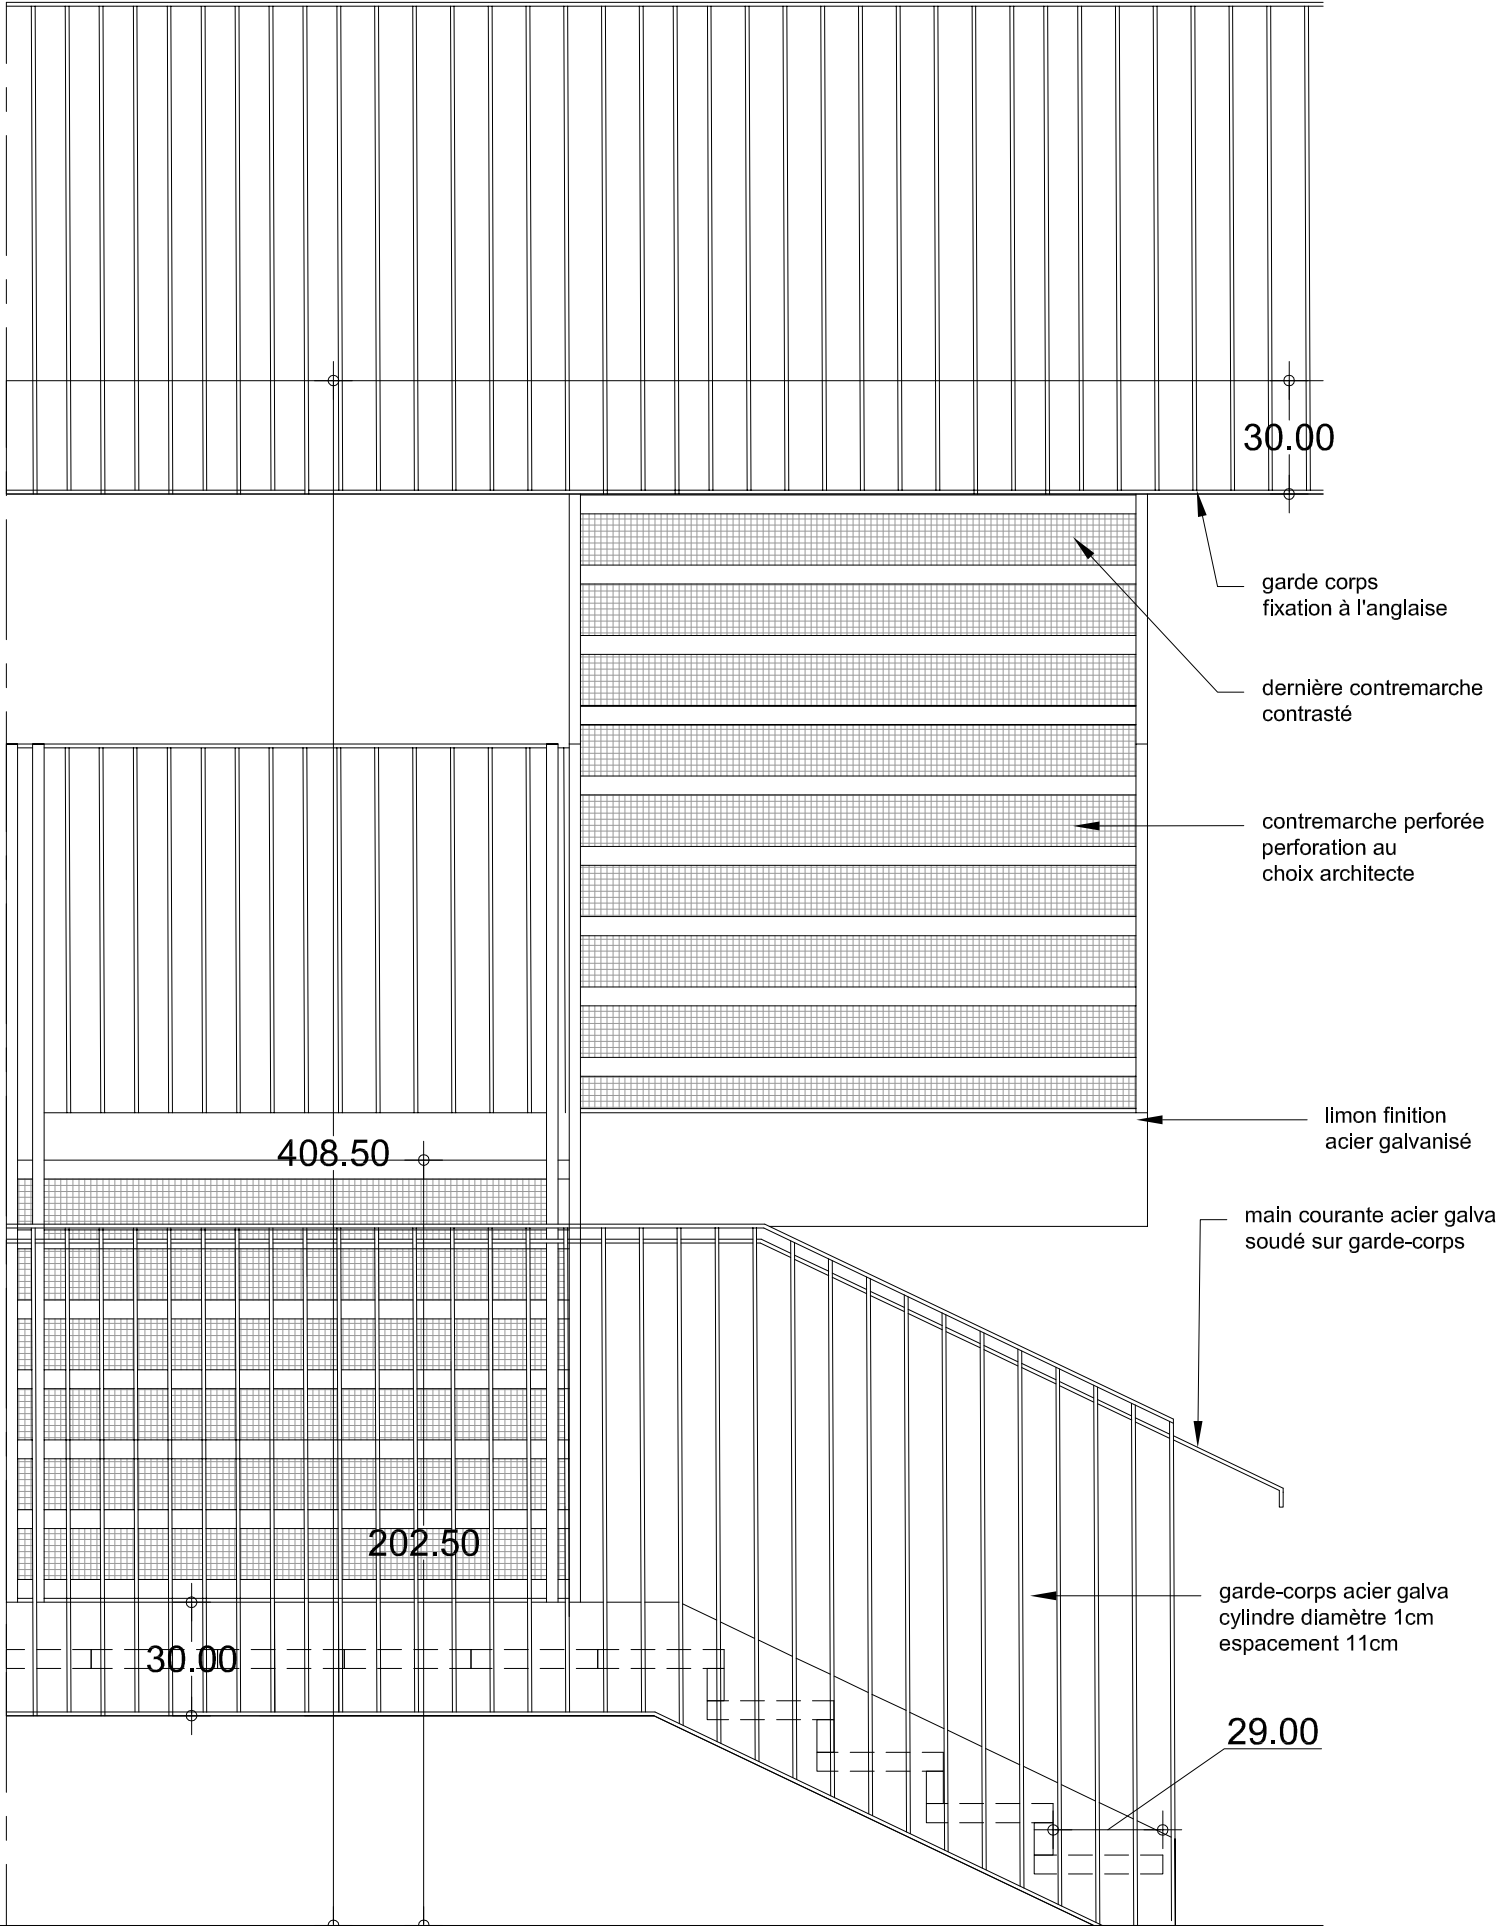 30.00
garde corps
fixation à l'anglaise
dernière contremarche
contrasté
contremarche perforée
perforation au
choix architecte
limon finition
acier galvanisé
408.50
main courante acier galva
soudé sur garde-corps
202.50
garde-corps acier galva
cylindre diamètre 1cm
espacement 11cm
30.00
29.00